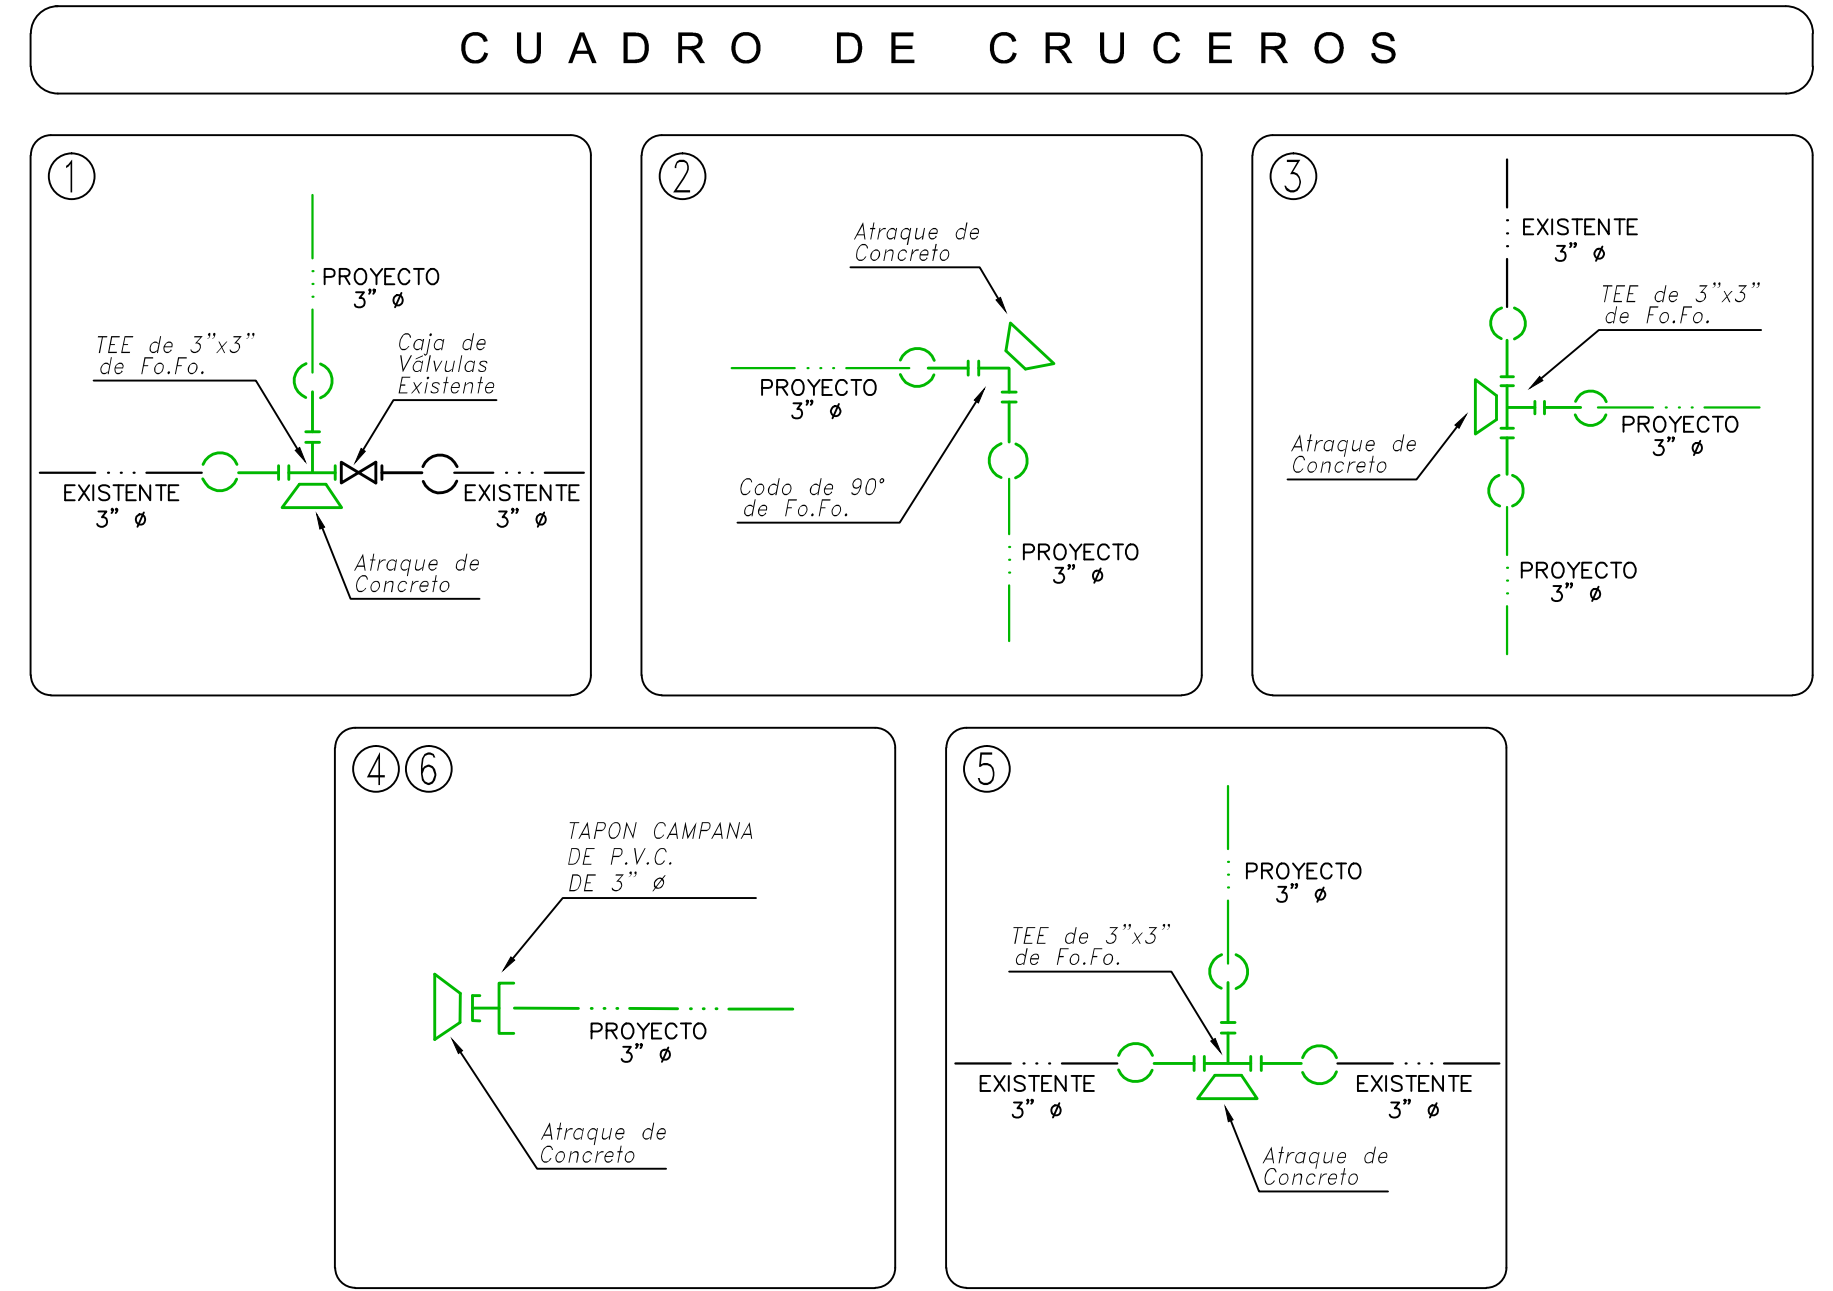 CUADRO DE CRUCEROS
1
PROYECTO
3" Ø
TEE de 3"x3"
de Fo.Fo.
Caja de
Válvulas
Existente
EXISTENTE
3" Ø
EXISTENTE
3" Ø
Atraque de
Concreto
2
Atraque de
Concreto
PROYECTO
3" Ø
Codo de 90°
de Fo.Fo.
PROYECTO
3" Ø
3
EXISTENTE
3" Ø
TEE de 3"x3"
de Fo.Fo.
PROYECTO
3" Ø
Atraque de
Concreto
PROYECTO
3" Ø
4 6
TAPON CAMPANA
DE P.V.C.
DE 3" Ø
PROYECTO
3" Ø
Atraque de
Concreto
5
PROYECTO
3" Ø
TEE de 3"x3"
de Fo.Fo.
EXISTENTE
3" Ø
EXISTENTE
3" Ø
Atraque de
Concreto